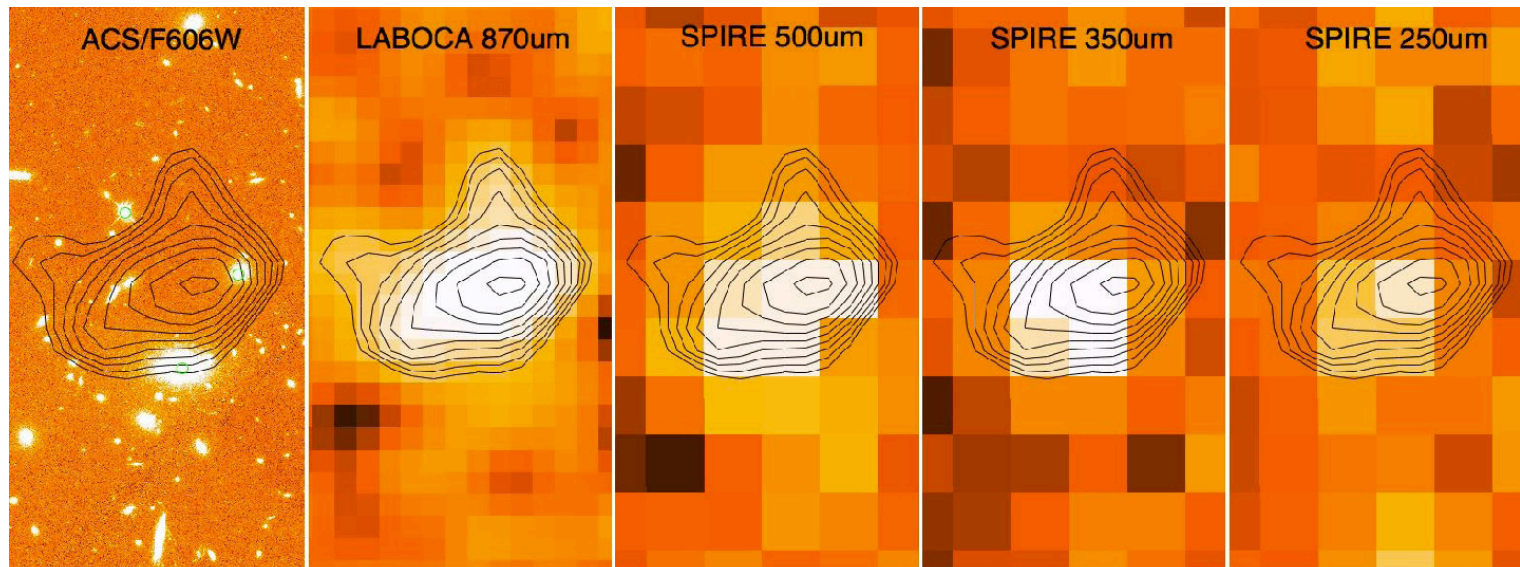 ACS/F606W
LABOCA 870um
SPIRE 500um
SPIRE 350um
SPIRE 250um